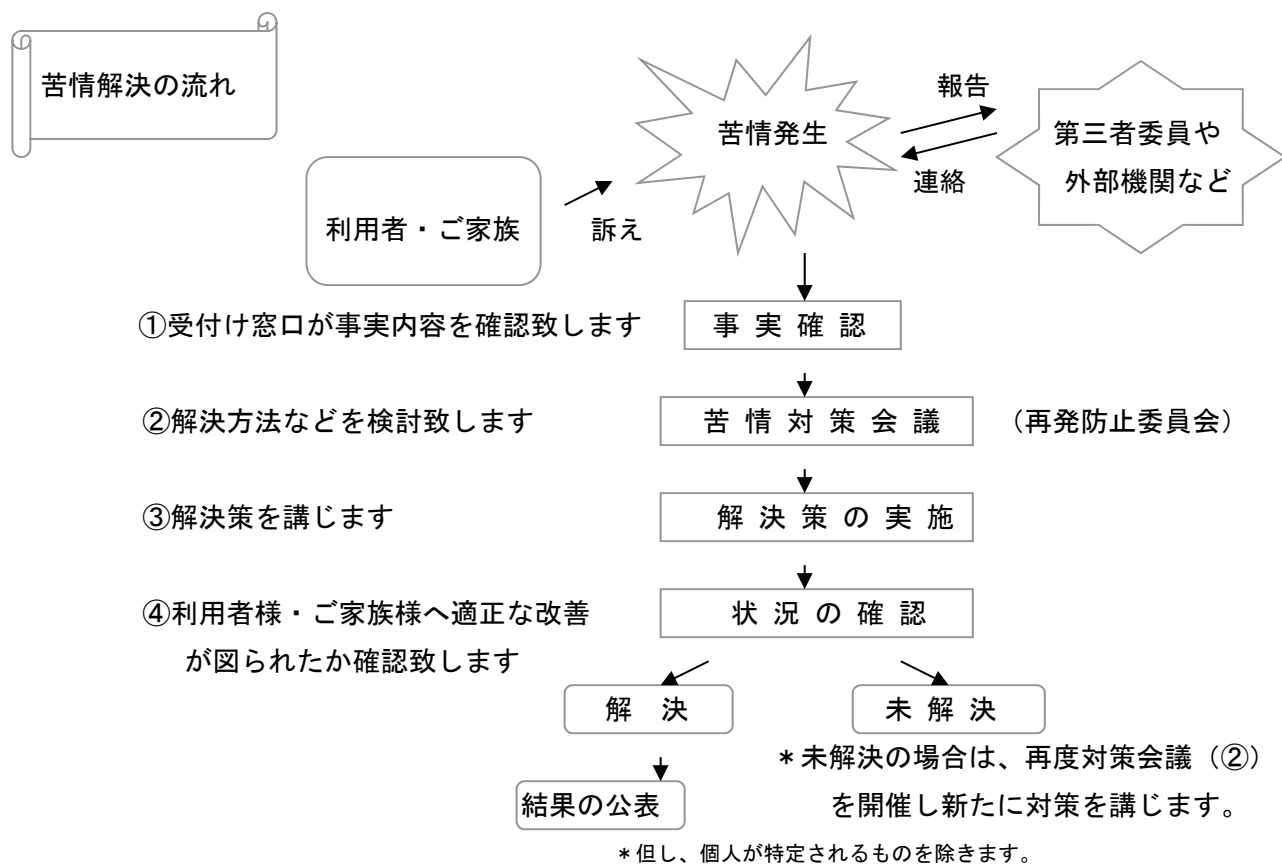 苦情解決の流れ
報告
苦情発生
第三者委員や
外部機関など
連絡
利用者・ご家族
訴え
①受付け窓口が事実内容を確認致します
事実確認
②解決方法などを検討致します
苦情対策会議
（再発防止委員会）
③解決策を講じます
解決策の実施
④利用者様・ご家族様へ適正な改善
が図られたか確認致します
状況の確認
解　決
未解決
＊未解決の場合は、再度対策会議（②）
を開催し新たに対策を講じます。
結果の公表
＊但し、個人が特定されるものを除きます。